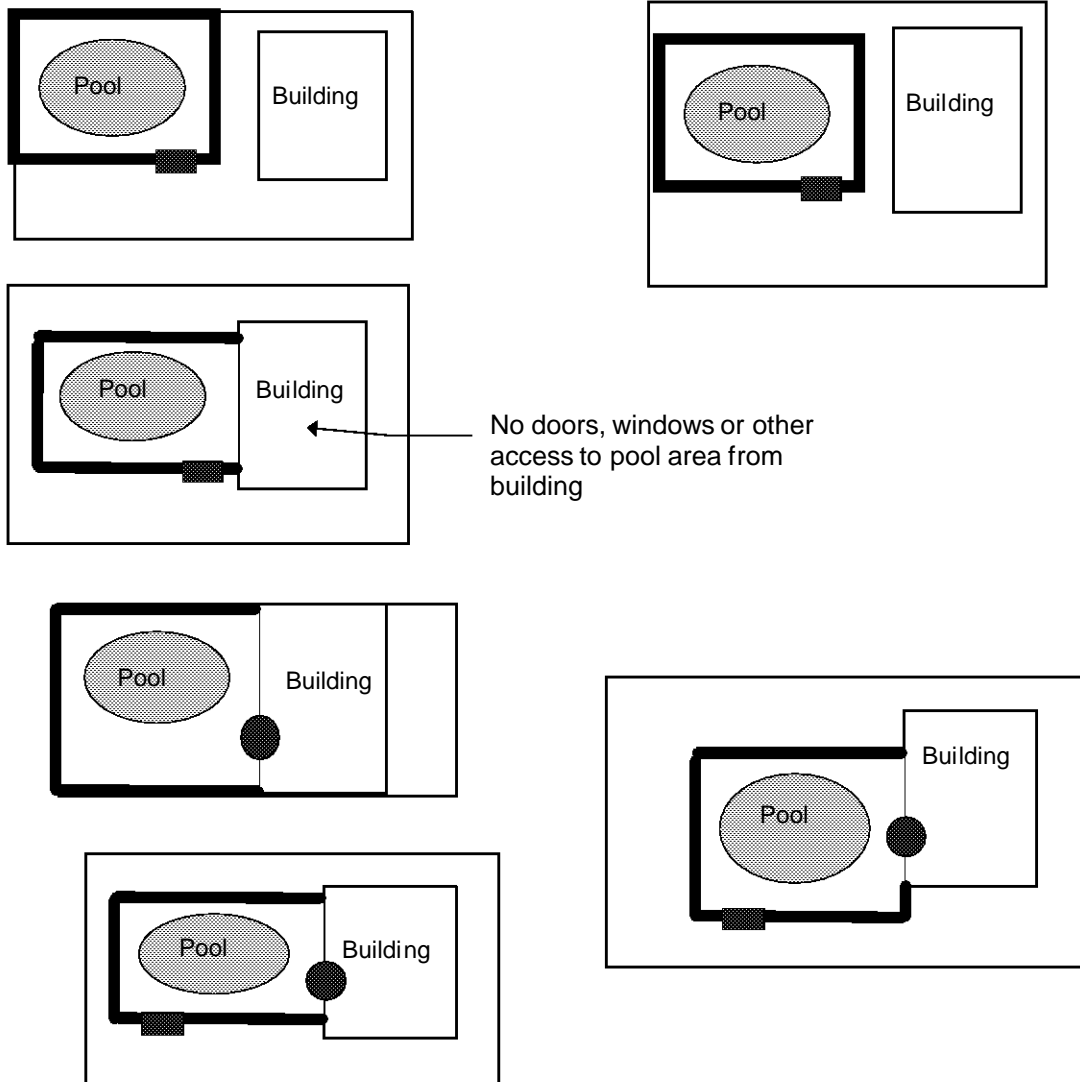 Pool
Building
Pool
Building
Pool
Building
No doors, windows or other
access to pool area from
building
Pool
Building
Pool
Building
Pool
Building